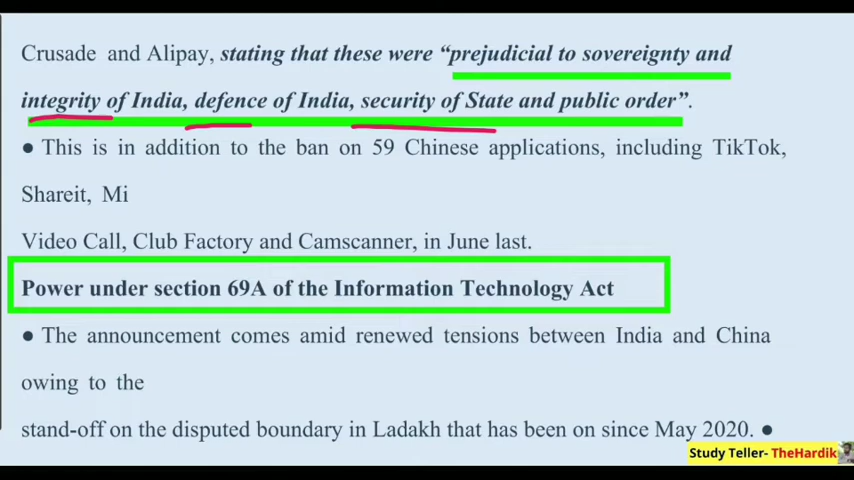 Crusade and Alipay, stating that these were “prejudicial to sovereignty and
integrity of India, defence of India, security of State and public order”.
● This is in addition to the ban on 59 Chinese applications, including TikTok,
Shareit, Mi
Video Call, Club Factory and Camscanner, in June last.
Power under section 69A of the Information Technology Act
● The announcement comes amid renewed tensions between India and China
owing to the
stand-off on the disputed boundary in Ladakh that has been on since May 2020. ●
Study Teller- TheHardik